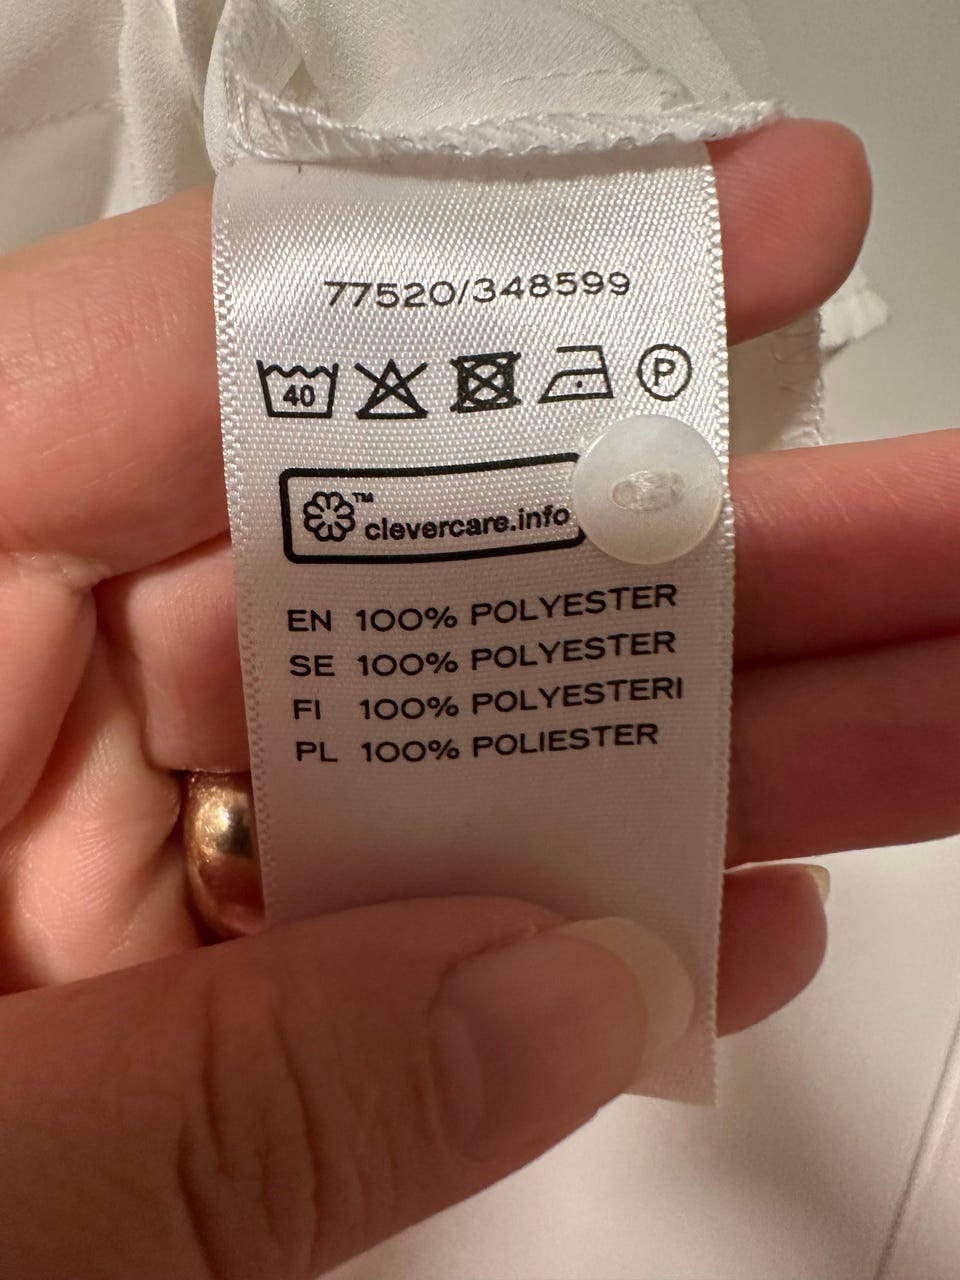 77520/348599
40 P
TM
clevercare.info
EN 100% POLYESTER
SE 100% POLYESTER
FI 100% POLYESTERI
PL 100% POLIESTER